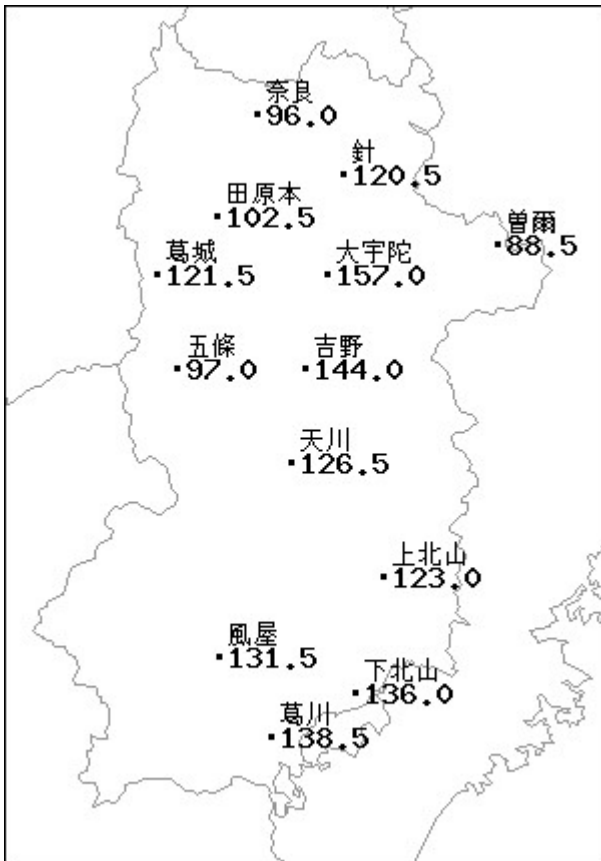 奈良
96.0
針
120.5
田原本
102.5
曽爾
88.5
葛城
121.5
大宇陀
157.0
五條
97.0
吉野
144.0
天川
126.5
上北山
123.0
風屋
131.5
下北山
136.0
葛川
138.5